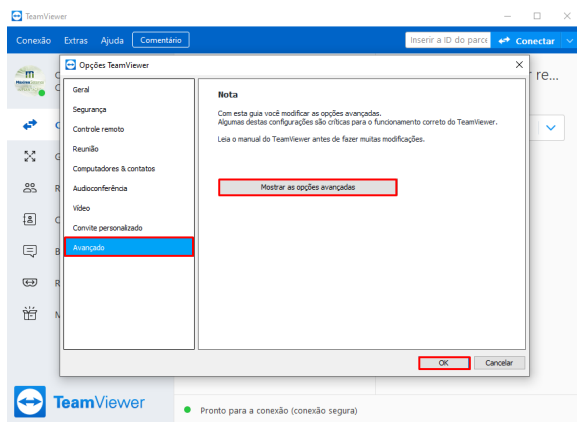 TeamViewer
Conexão Extras Ajuda Comentário
Inserir a ID do parce
Conectar
Opções TeamViewer
re...
Geral
Segurança
Controle remoto
Reunião
Computadores & contatos
Audioconferência
Vídeo
Convite personalizado
Avançado
Nota
Com esta guia você modificar as opções avançadas.
Algumas destas configurações são críticas para o funcionamento correto do TeamViewer.
Leia o manual do TeamViewer antes de fazer muitas modificações.
Mostrar as opções avançadas
OK Cancelar
TeamViewer
Pronto para a conexão (conexão segura)